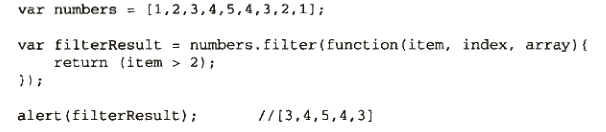 var numbers = [1,2,3,4,5,4,3,2,1];
var filterResult = numbers.filter(function(item, index, array){
    return (item > 2);
});
alert(filterResult);        //[3,4,5,4,3]